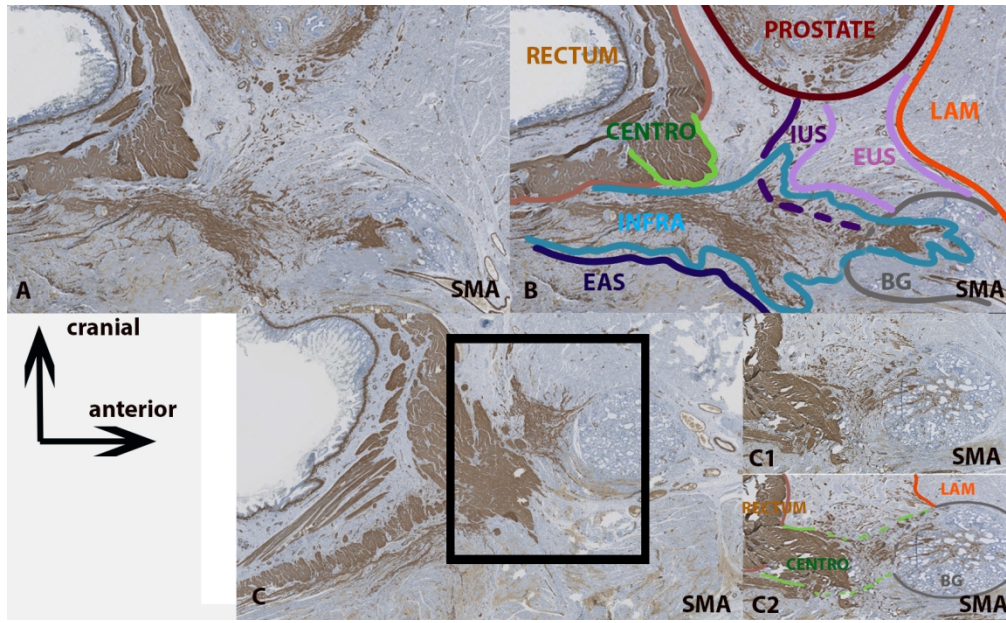 A
SMA
RECTUM
PROSTATE
CENTRO
IUS
LAM
EUS
INFRA
EAS
BG
B
SMA
cranial
anterior
C
SMA
C1
SMA
RECTUM
LAM
CENTRO
BG
C2
SMA